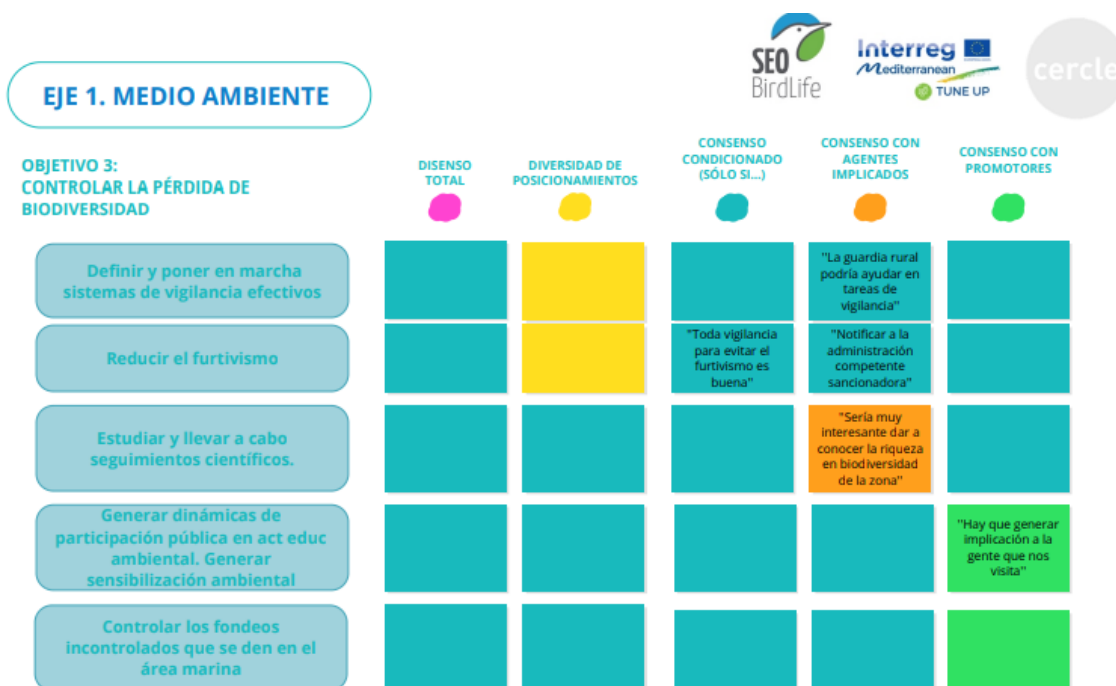 SEO
BirdLife
Interreg
Mediterranean
TUNE UP
cercle
EJE 1. MEDIO AMBIENTE
OBJETIVO 3:
CONTROLAR LA PÉRDIDA DE
BIODIVERSIDAD
DISENSO
TOTAL
DIVERSIDAD DE
POSICIONAMIENTOS
CONSENSO
CONDICIONADO
(SÓLO SI...)
CONSENSO CON
AGENTES
IMPLICADOS
CONSENSO CON
PROMOTORES
Definir y poner en marcha
sistemas de vigilancia efectivos
"La guardia rural
podría ayudar en
tareas de
vigilancia"
Reducir el furtivismo
"Toda vigilancia
para evitar el
furtivismo es
buena"
"Notificar a la
administración
competente
sancionadora"
Estudiar y llevar a cabo
seguimientos científicos.
"Sería muy
interesante dar a
conocer la riqueza
en biodiversidad
de la zona"
Generar dinámicas de
participación pública en act educ
ambiental. Generar
sensibilización ambiental
"Hay que generar
implicación a la
gente que nos
visita"
Controlar los fondeos
incontrolados que se den en el
área marina